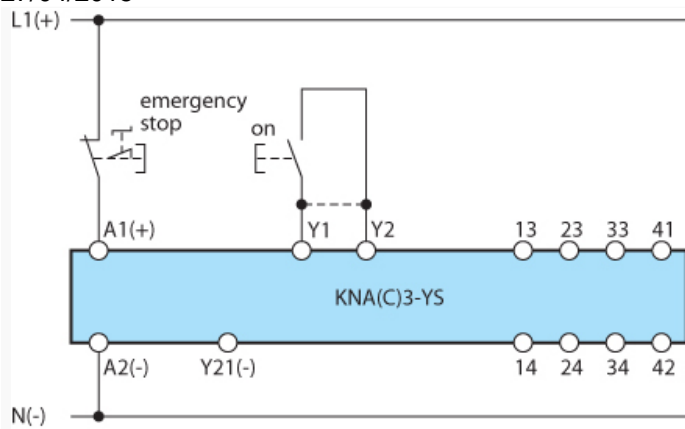 L1(+)
emergency
stop
on
A1(+)
Y1
Y2
13
23
33
41
KNA(C)3-YS
A2(-)
Y21(-)
14
24
34
42
N(-)